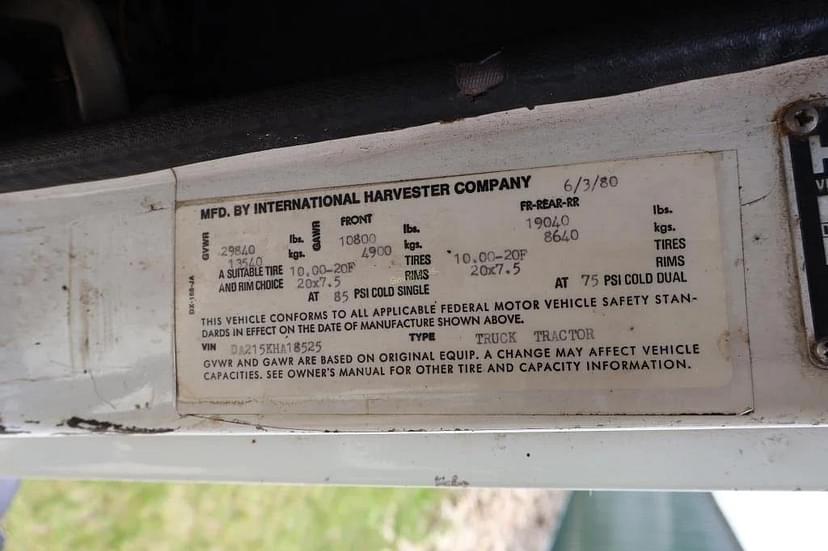 MFD. BY INTERNATIONAL HARVESTER COMPANY 6/3/80
GVWR 29840 lbs. GAWR FRONT 10800 lbs. FR-REAR-RR 19040 lbs.
13540 kgs. 4900 kgs. 8640 kgs.
A SUITABLE TIRE 10.00-20F TIRES 10.00-20F TIRES
AND RIM CHOICE 20x7.5 RIMS 20x7.5 RIMS
AT 85 PSI COLD SINGLE AT 75 PSI COLD DUAL
THIS VEHICLE CONFORMS TO ALL APPLICABLE FEDERAL MOTOR VEHICLE SAFETY STAN-
DARDS IN EFFECT ON THE DATE OF MANUFACTURE SHOWN ABOVE.
VIN DA215KHA18525 TYPE TRUCK TRACTOR
GVWR AND GAWR ARE BASED ON ORIGINAL EQUIP. A CHANGE MAY AFFECT VEHICLE
CAPACITIES. SEE OWNER'S MANUAL FOR OTHER TIRE AND CAPACITY INFORMATION.